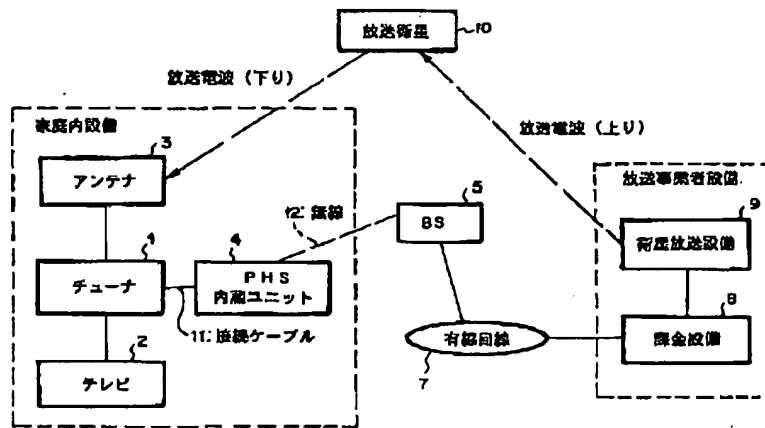 放送衛星
10
放送電波（下り）
放送電波（上り）
家庭内設備
3
アンテナ
1
チューナ
11：接続ケーブル
2
テレビ
4
PHS
内蔵ユニット
12：無線
5
BS
7
有線回線
放送事業者設備
9
衛星放送設備
8
課金設備